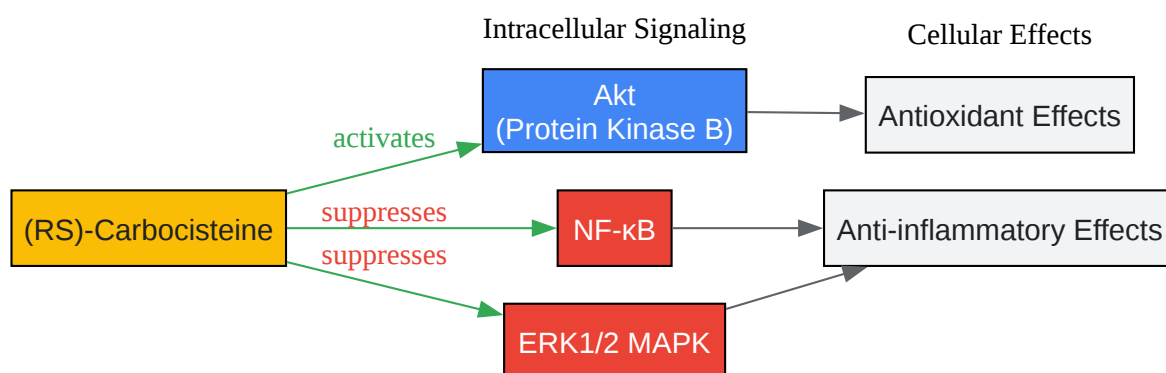 Intracellular Signaling
Cellular Effects
Akt
(Protein Kinase B)
Antioxidant Effects
activates
(RS)-Carbocisteine
suppresses
NF-κB
Anti-inflammatory Effects
suppresses
ERK1/2 MAPK